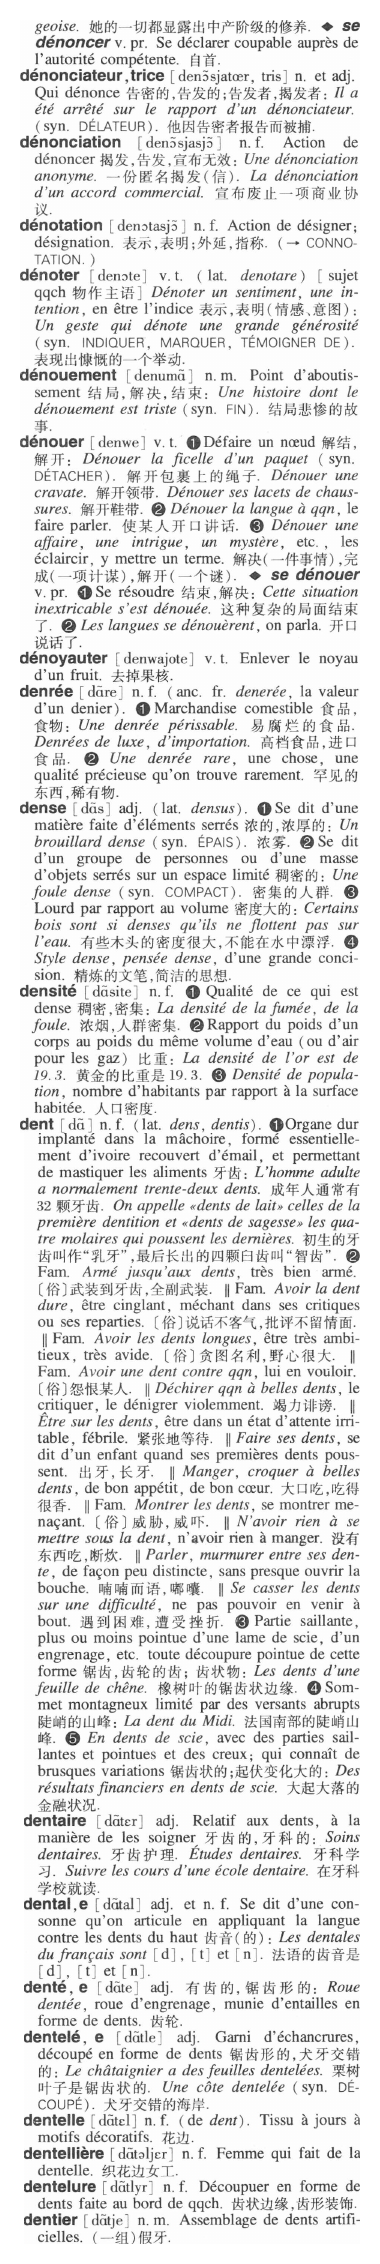 geoise. 她的一切都显露出中产阶级的修养. ◆ se
dénoncer v. pr. Se déclarer coupable auprès de
l'autorité compétente. 自首.
dénonciateur,trice [denɔ̃sjatœr, tris] n. et adj.
Qui dénonce 告密的,告发的;告发者,揭发者: Il a
été arrêté sur le rapport d'un dénonciateur.
(syn. DÉLATEUR). 他因告密者报告而被捕.
dénonciation [denɔ̃sjasjɔ̃] n. f. Action de
dénoncer 揭发,告发,宣布无效: Une dénonciation
anonyme. 一份匿名揭发(信). La dénonciation
d'un accord commercial. 宣布废止一项商业协
议.
dénotation [denɔtasjɔ̃] n. f. Action de désigner;
désignation. 表示,表明;外延,指称. (→ CONNO-
TATION. )
dénoter [denɔte] v. t. ( lat. denotare) [ sujet
qqch 物作主语] Dénoter un sentiment, une in-
tention, en être l'indice 表示,表明(情感、意图):
Un geste qui dénote une grande générosité
(syn. INDIQUER, MARQUER, TÉMOIGNER DE).
表现出慷慨的一个举动.
dénouement [denumɑ̃] n. m. Point d'aboutis-
sement 结局,解决,结束: Une histoire dont le
dénouement est triste (syn. FIN). 结局悲惨的故
事.
dénouer [denwe] v. t. ❶Défaire un nœud 解结,
解开: Dénouer la ficelle d'un paquet ( syn.
DÉTACHER). 解开包裹上的绳子. Dénouer une
cravate. 解开领带. Dénouer ses lacets de chaus-
sures. 解开鞋带. ❷ Dénouer la langue à qqn, le
faire parler. 使某人开口讲话. ❸ Dénouer une
affaire, une intrigue, un mystère, etc., les
éclaircir, y mettre un terme. 解决(一件事情),完
成(一项计谋),解开(一个谜). ◆ se dénouer
v. pr. ❶Se résoudre 结束,解决: Cette situation
inextricable s'est dénouée. 这种复杂的局面结束
了. ❷ Les langues se dénouèrent, on parla. 开口
说话了.
dénoyauter [denwajote] v. t. Enlever le noyau
d'un fruit. 去掉果核.
denrée [dɑ̃re] n. f. (anc. fr. denerée, la valeur
d'un denier). ❶Marchandise comestible 食品,
食物: Une denrée périssable. 易腐烂的食品.
Denrées de luxe, d'importation. 高档食品,进口
食品. ❷ Une denrée rare, une chose, une
qualité précieuse qu'on trouve rarement. 罕见的
东西,稀有物.
dense [dɑ̃s] adj. (lat. densus). ❶Se dit d'une
matière faite d'éléments serrés 浓的,浓厚的: Un
brouillard dense (syn. ÉPAIS). 浓雾. ❷Se dit
d'un groupe de personnes ou d'une masse
d'objets serrés sur un espace limité 稠密的: Une
foule dense (syn. COMPACT). 密集的人群. ❸
Lourd par rapport au volume 密度大的: Certains
bois sont si denses qu'ils ne flottent pas sur
l'eau. 有些木头的密度很大,不能在水中漂浮. ❹
Style dense, pensée dense, d'une grande conci-
sion. 精炼的文笔,简洁的思想.
densité [dɑ̃site] n. f. ❶ Qualité de ce qui est
dense 稠密,密集: La densité de la fumée, de la
foule. 浓烟,人群密集. ❷Rapport du poids d'un
corps au poids du même volume d'eau (ou d'air
pour les gaz) 比重: La densité de l'or est de
19.3. 黄金的比重是 19.3. ❸ Densité de popula-
tion, nombre d'habitants par rapport à la surface
habitée. 人口密度.
dent [dɑ̃] n. f. (lat. dens, dentis). ❶Organe dur
implanté dans la mâchoire, formé essentielle-
ment d'ivoire recouvert d'émail, et permettant
de mastiquer les aliments 牙齿: L'homme adulte
a normalement trente-deux dents. 成年人通常有
32 颗牙齿. On appelle «dents de lait» celles de la
première dentition et «dents de sagesse» les qua-
tre molaires qui poussent les dernières. 初生的牙
齿叫作“乳牙”,最后长出的四颗臼齿叫“智齿”. ❷
Fam. Armé jusqu'aux dents, très bien armé.
〔俗〕武装到牙齿,全副武装. ‖ Fam. Avoir la dent
dure, être cinglant, méchant dans ses critiques
ou ses reparties. 〔俗〕说话不客气,批评不留情面.
‖ Fam. Avoir les dents longues, être très ambi-
tieux, très avide. 〔俗〕贪图名利,野心很大. ‖
Fam. Avoir une dent contre qqn, lui en vouloir.
〔俗〕怨恨某人. ‖ Déchirer qqn à belles dents, le
critiquer, le dénigrer violemment. 竭力诽谤. ‖
Être sur les dents, être dans un état d'attente irri-
table, fébrile. 紧张地等待. ‖ Faire ses dents, se
dit d'un enfant quand ses premières dents pous-
sent. 出牙,长牙. ‖ Manger, croquer à belles
dents, de bon appétit, de bon cœur. 大口吃,吃得
很香. ‖ Fam. Montrer les dents, se montrer me-
naçant. 〔俗〕威胁,威吓. ‖ N'avoir rien à se
mettre sous la dent, n'avoir rien à manger. 没有
东西吃,断炊. ‖ Parler, murmurer entre ses den-
te, de façon peu distincte, sans presque ouvrir la
bouche. 喃喃而语,嘟囔. ‖ Se casser les dents
sur une difficulté, ne pas pouvoir en venir à
bout. 遇到困难,遭受挫折. ❸ Partie saillante,
plus ou moins pointue d'une lame de scie, d'un
engrenage, etc. toute découpure pointue de cette
forme 锯齿,齿轮的齿; 齿状物: Les dents d'une
feuille de chêne. 橡树叶的锯齿状边缘. ❹ Som-
met montagneux limité par des versants abrupts
陡峭的山峰: La dent du Midi. 法国南部的陡峭山
峰. ❺ En dents de scie, avec des parties sail-
lantes et pointues et des creux; qui connaît de
brusques variations 锯齿状的;起伏变化大的: Des
résultats financiers en dents de scie. 大起大落的
金融状况.
dentaire [dɑ̃tɛr] adj. Relatif aux dents, à la
manière de les soigner 牙齿的,牙科的: Soins
dentaires. 牙齿护理. Études dentaires. 牙科学
习. Suivre les cours d'une école dentaire. 在牙科
学校就读.
dental,e [dɑ̃tal] adj. et n. f. Se dit d'une con-
sonne qu'on articule en appliquant la langue
contre les dents du haut 齿音(的): Les dentales
du français sont [d], [t] et [n]. 法语的齿音是
[d], [t] et [n].
denté, e [dɑ̃te] adj. 有齿的,锯齿形的: Roue
dentée, roue d'engrenage, munie d'entailles en
forme de dents. 齿轮.
dentelé, e [dɑ̃tle] adj. Garni d'échancrures,
découpé en forme de dents 锯齿形的,犬牙交错
的: Le châtaignier a des feuilles dentelées. 栗树
叶子是锯齿状的. Une côte dentelée (syn. DÉ-
COUPÉ). 犬牙交错的海岸.
dentelle [dɑ̃tɛl] n. f. (de dent). Tissu à jours à
motifs décoratifs. 花边.
dentellière [dɑ̃təljɛr] n. f. Femme qui fait de la
dentelle. 织花边女工.
dentelure [dɑ̃tlyr] n. f. Découpuer en forme de
dents faite au bord de qqch. 齿状边缘,齿形装饰.
dentier [dɑ̃tje] n. m. Assemblage de dents artifi-
cielles. (一组)假牙.